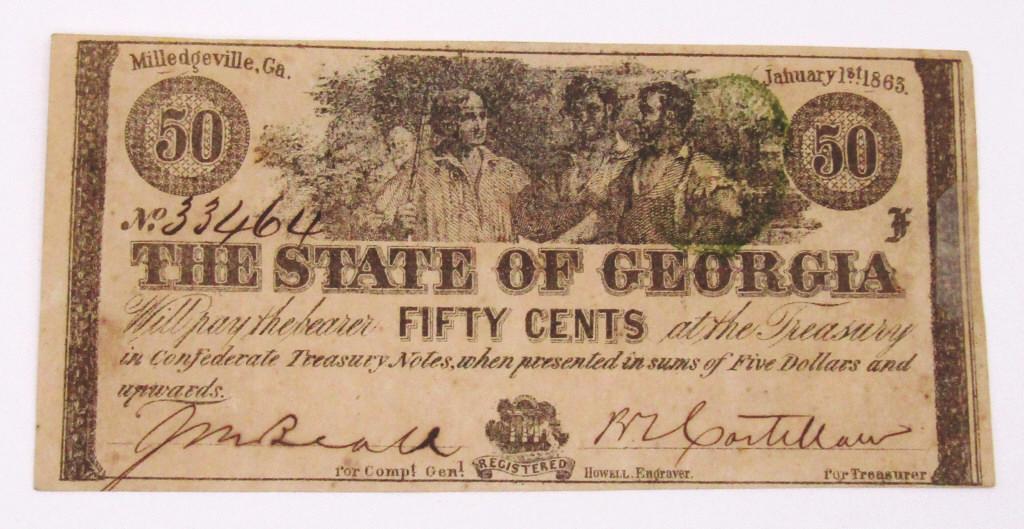 Milledgeville, Ga.
January 1st 1863.
50
50
No. 33464
F
THE STATE OF GEORGIA
Will pay the bearer FIFTY CENTS at the Treasury
in Confederate Treasury Notes, when presented in sums of Five Dollars and
upwards.
for Compt Genl
REGISTERED
HOWELL. Engraver.
for Treasurer